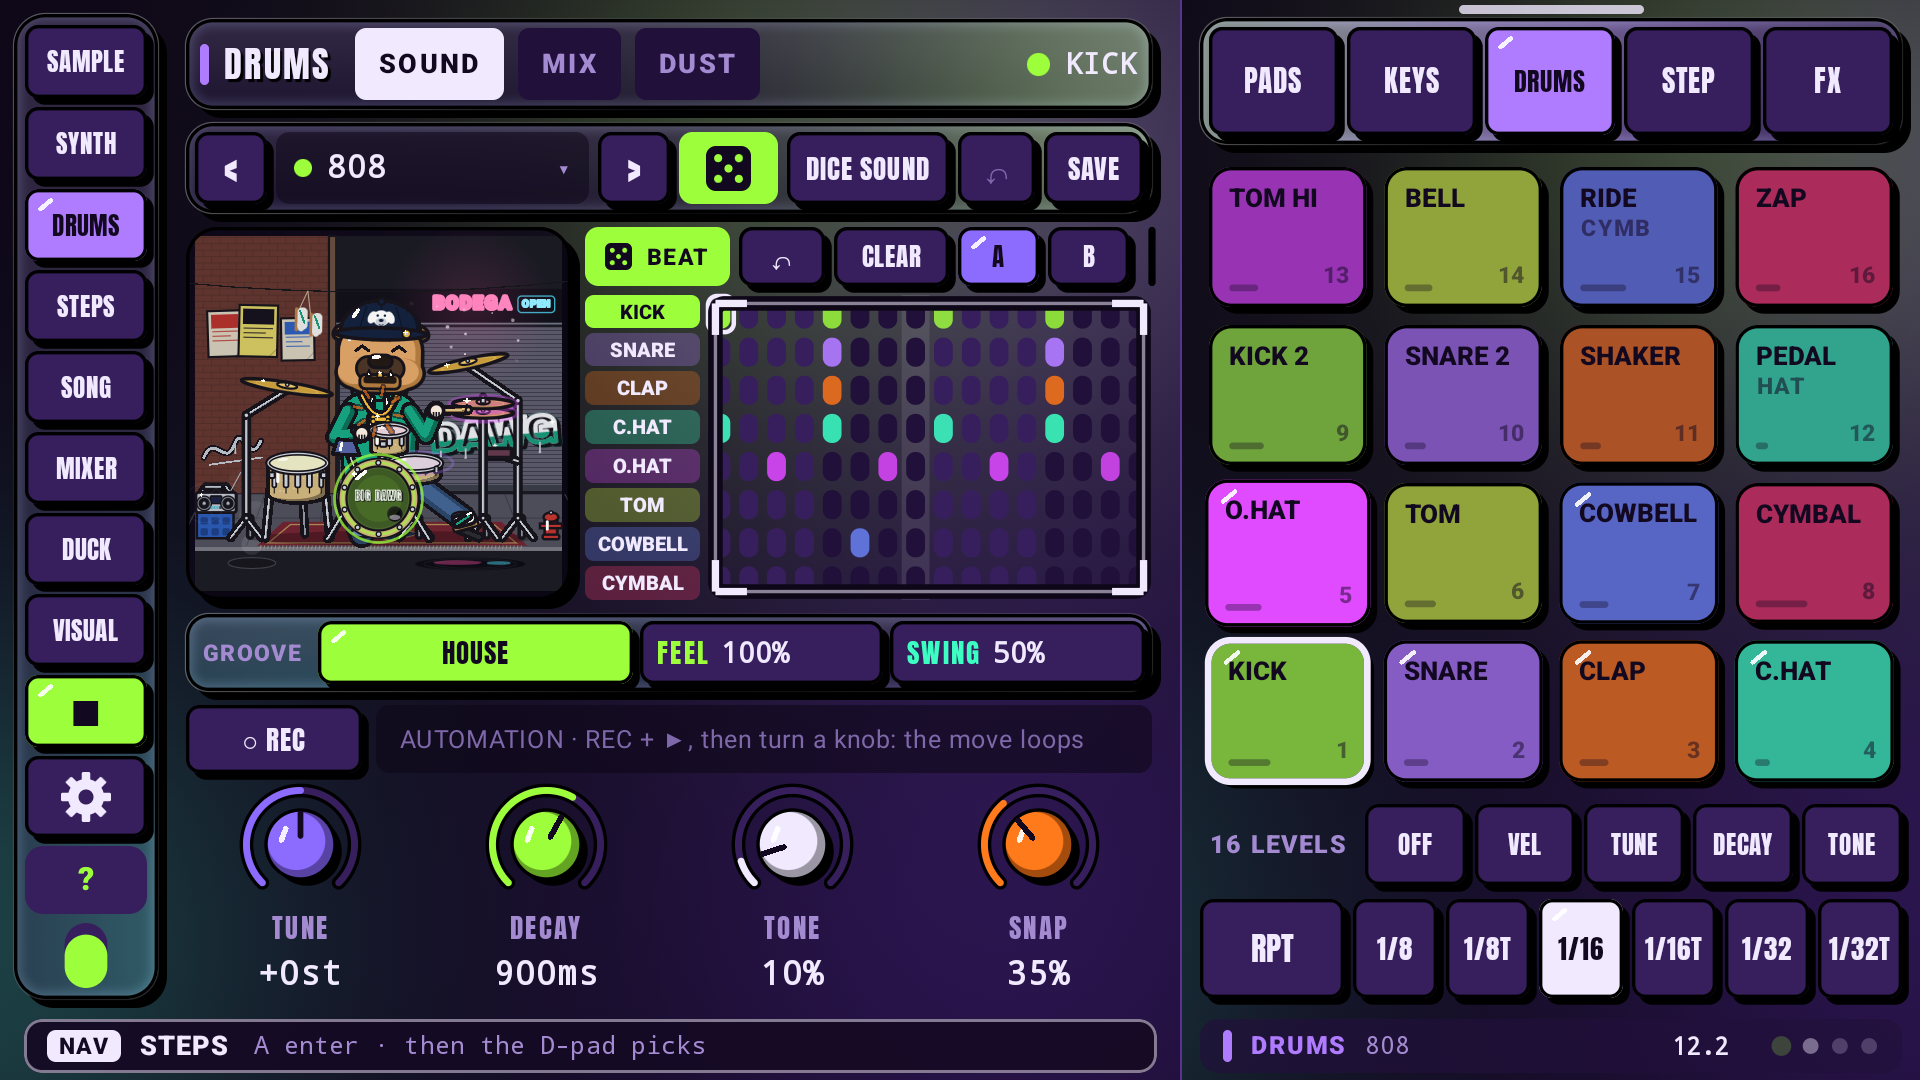 SAMPLE
SYNTH
DRUMS
STEPS
SONG
MIXER
DUCK
VISUAL
?
DRUMS SOUND MIX DUST KICK
< 808 ▾ > DICE SOUND SAVE
BODEGA OPEN
DAWG
BIG DAWG
BEAT CLEAR A B
KICK
SNARE
CLAP
C.HAT
O.HAT
TOM
COWBELL
CYMBAL
GROOVE HOUSE FEEL 100% SWING 50%
○ REC AUTOMATION · REC + ►, then turn a knob: the move loops
TUNE DECAY TONE SNAP
+0st 900ms 10% 35%
NAV STEPS A enter · then the D-pad picks
PADS KEYS DRUMS STEP FX
TOM HI BELL RIDE CYMB ZAP
13 14 15 16
KICK 2 SNARE 2 SHAKER PEDAL HAT
9 10 11 12
O.HAT TOM COWBELL CYMBAL
5 6 7 8
KICK SNARE CLAP C.HAT
1 2 3 4
16 LEVELS OFF VEL TUNE DECAY TONE
RPT 1/8 1/8T 1/16 1/16T 1/32 1/32T
DRUMS 808 12.2